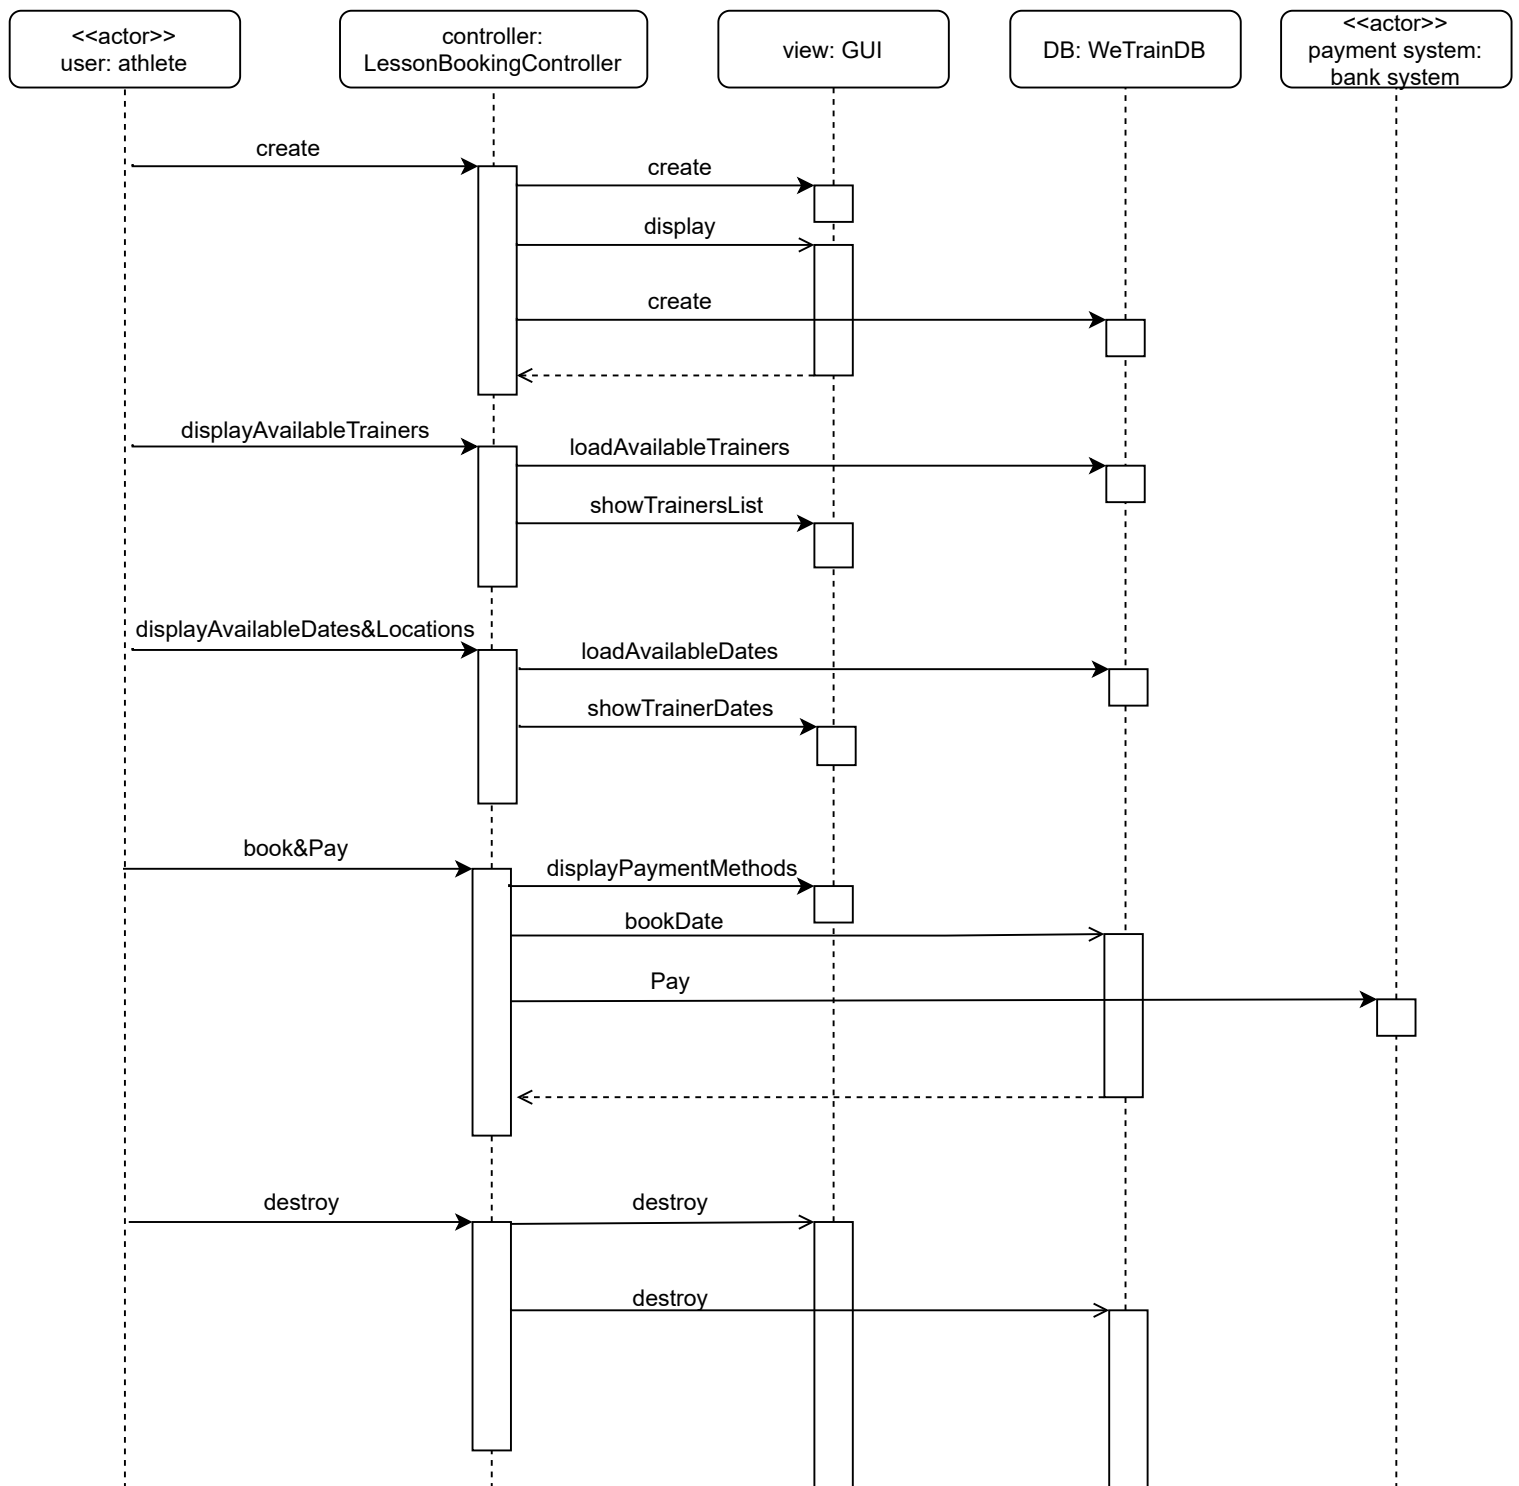 <<actor>>
user: athlete
controller:
LessonBookingController
view: GUI
DB: WeTrainDB
<<actor>>
payment system:
bank system
create
create
display
create
displayAvailableTrainers
loadAvailableTrainers
showTrainersList
displayAvailableDates&Locations
loadAvailableDates
showTrainerDates
book&Pay
displayPaymentMethods
bookDate
Pay
destroy
destroy
destroy